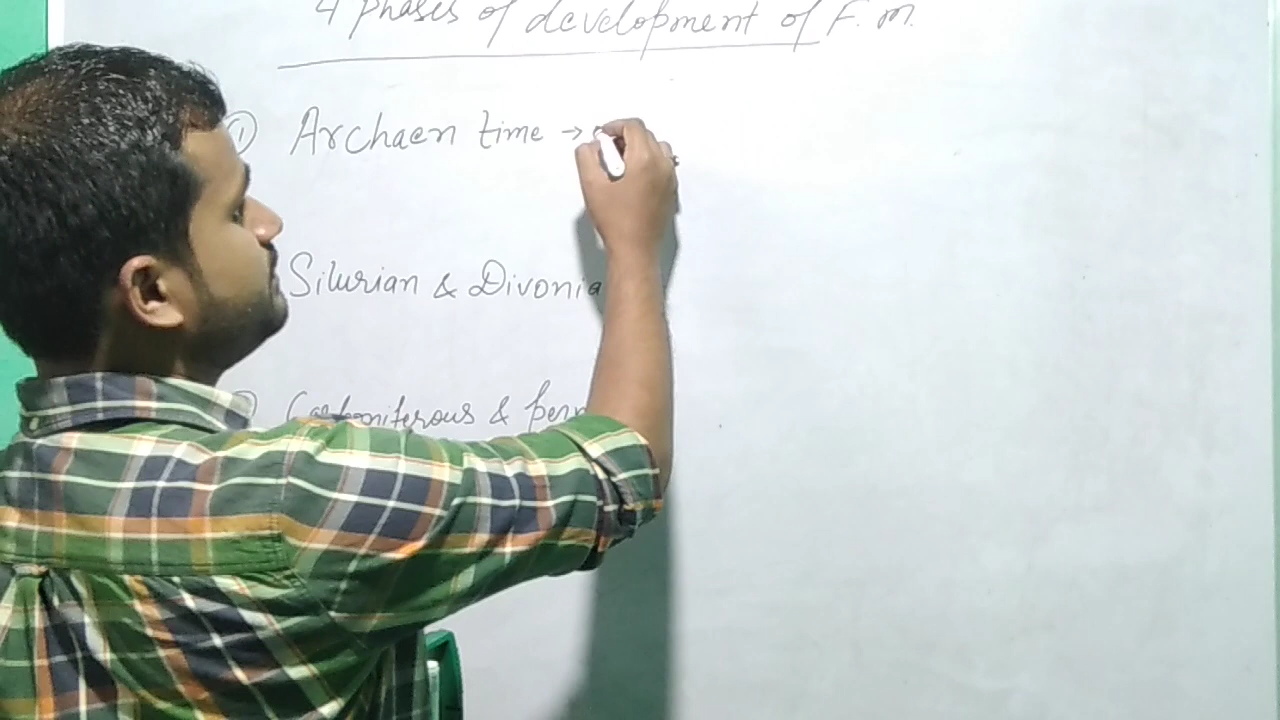 4 phases of development of F. m.
① Archaen time →
Silurian & Divonia
Carboniferous & perm